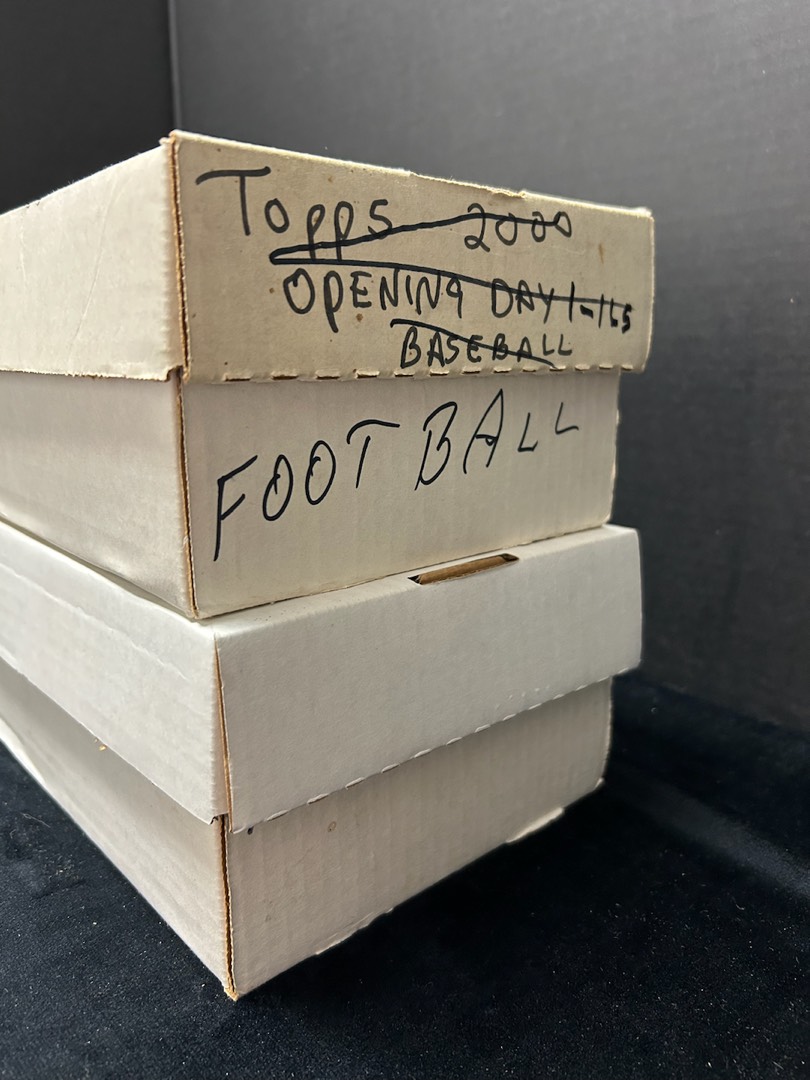 Topps 2000
OPENING DAY 1-165
BASEBALL
FOOTBALL